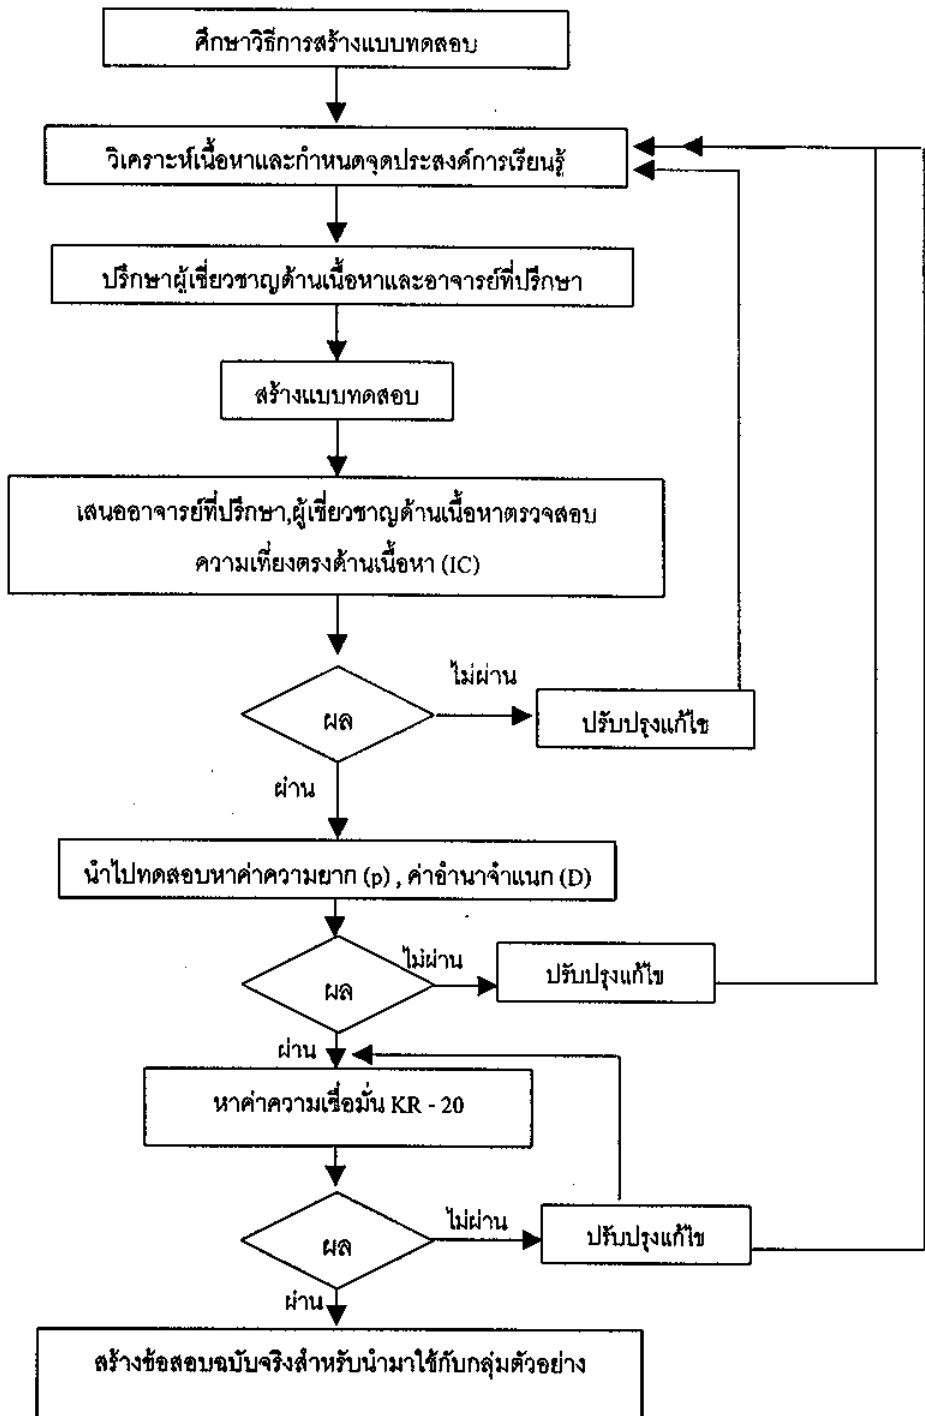 ศึกษาวิธีการสร้างแบบทดสอบ
วิเคราะห์เนื้อหาและกำหนดจุดประสงค์การเรียนรู้
ปรึกษาผู้เชี่ยวชาญด้านเนื้อหาและอาจารย์ที่ปรึกษา
สร้างแบบทดสอบ
เสนออาจารย์ที่ปรึกษา,ผู้เชี่ยวชาญด้านเนื้อหาตรวจสอบ
ความเที่ยงตรงด้านเนื้อหา (IC)
ผล
ไม่ผ่าน
ปรับปรุงแก้ไข
ผ่าน
นำไปทดสอบหาค่าความยาก (p) , ค่าอำนาจำแนก (D)
ผล
ไม่ผ่าน
ปรับปรุงแก้ไข
ผ่าน
หาค่าความเชื่อมั่น KR - 20
ผล
ไม่ผ่าน
ปรับปรุงแก้ไข
ผ่าน
สร้างข้อสอบฉบับจริงสำหรับนำมาใช้กับกลุ่มตัวอย่าง